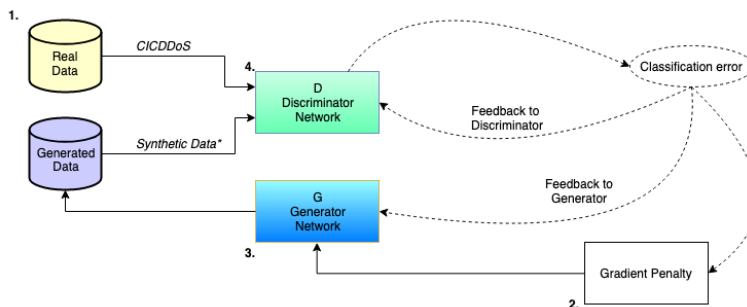 1.
Real
Data
CICDDoS
4.
D
Discriminator
Network
Classification error
Feedback to
Discriminator
Generated
Data
Synthetic Data*
G
Generator
Network
3.
Feedback to
Generator
Gradient Penalty
2.